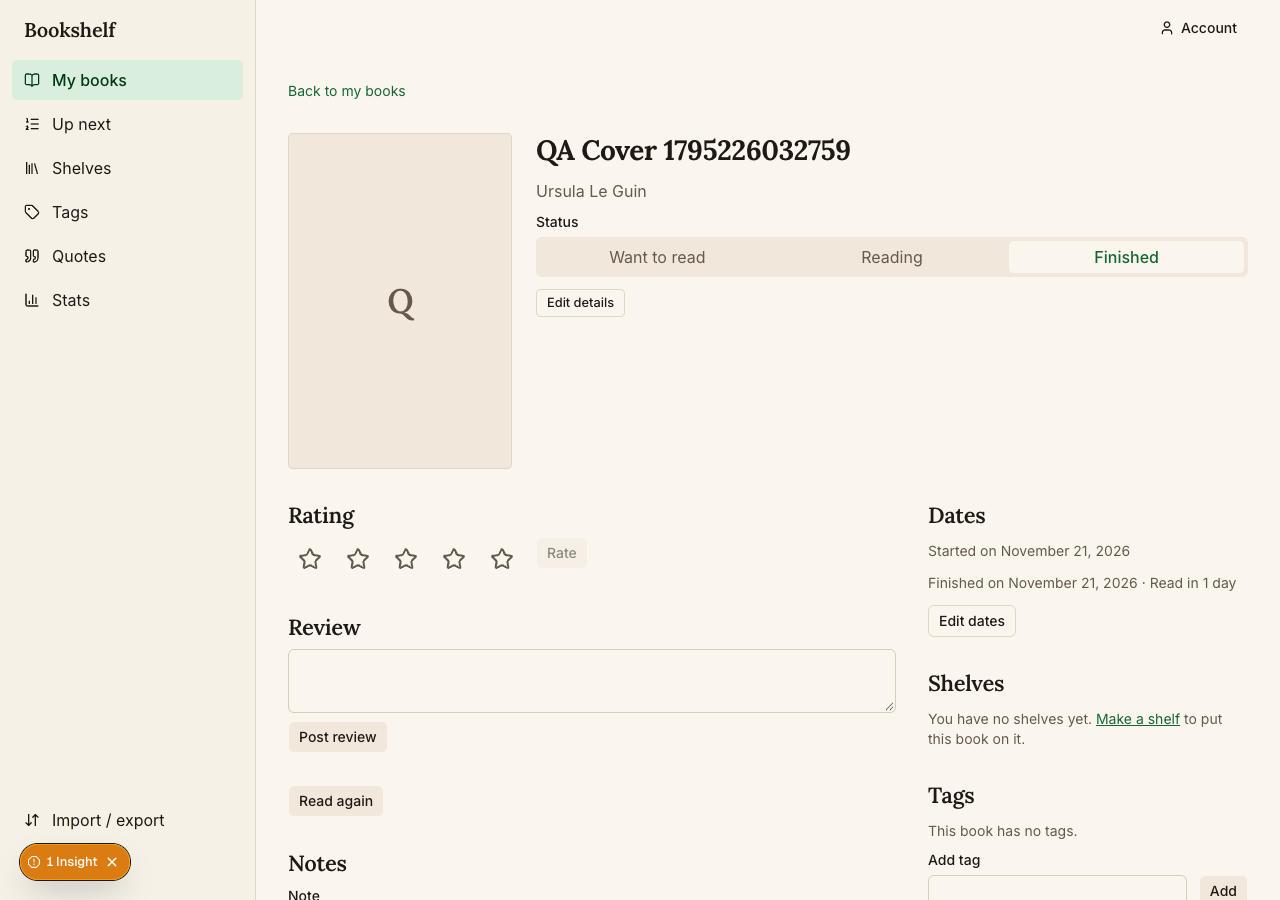 Bookshelf
My books
Up next
Shelves
Tags
Quotes
Stats
Import / export
1 Insight
Account
Back to my books
Q
QA Cover 1795226032759
Ursula Le Guin
Status
Want to read
Reading
Finished
Edit details
Rating
Rate
Review
Post review
Read again
Notes
Note
Dates
Started on November 21, 2026
Finished on November 21, 2026 · Read in 1 day
Edit dates
Shelves
You have no shelves yet. Make a shelf to put
this book on it.
Tags
This book has no tags.
Add tag
Add